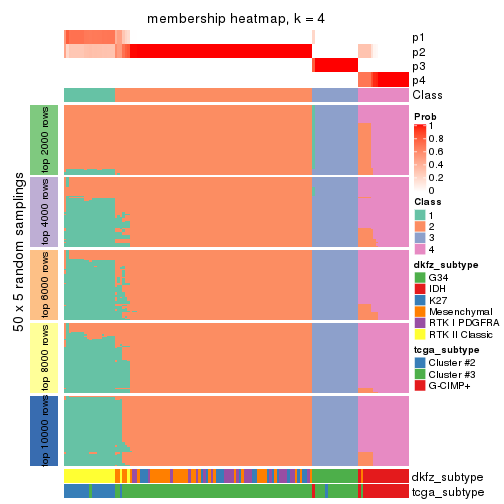 membership heatmap, k = 4
p1
p2
p3
p4
Class
50 x 5 random samplings
top 2000 rows
top 4000 rows
top 6000 rows
top 8000 rows
top 10000 rows
Prob
1
0.8
0.6
0.4
0.2
0
Class
1
2
3
4
dkfz_subtype
G34
IDH
K27
Mesenchymal
RTK I PDGFRA
RTK II Classic
tcga_subtype
Cluster #2
Cluster #3
G-CIMP+
dkfz_subtype
tcga_subtype